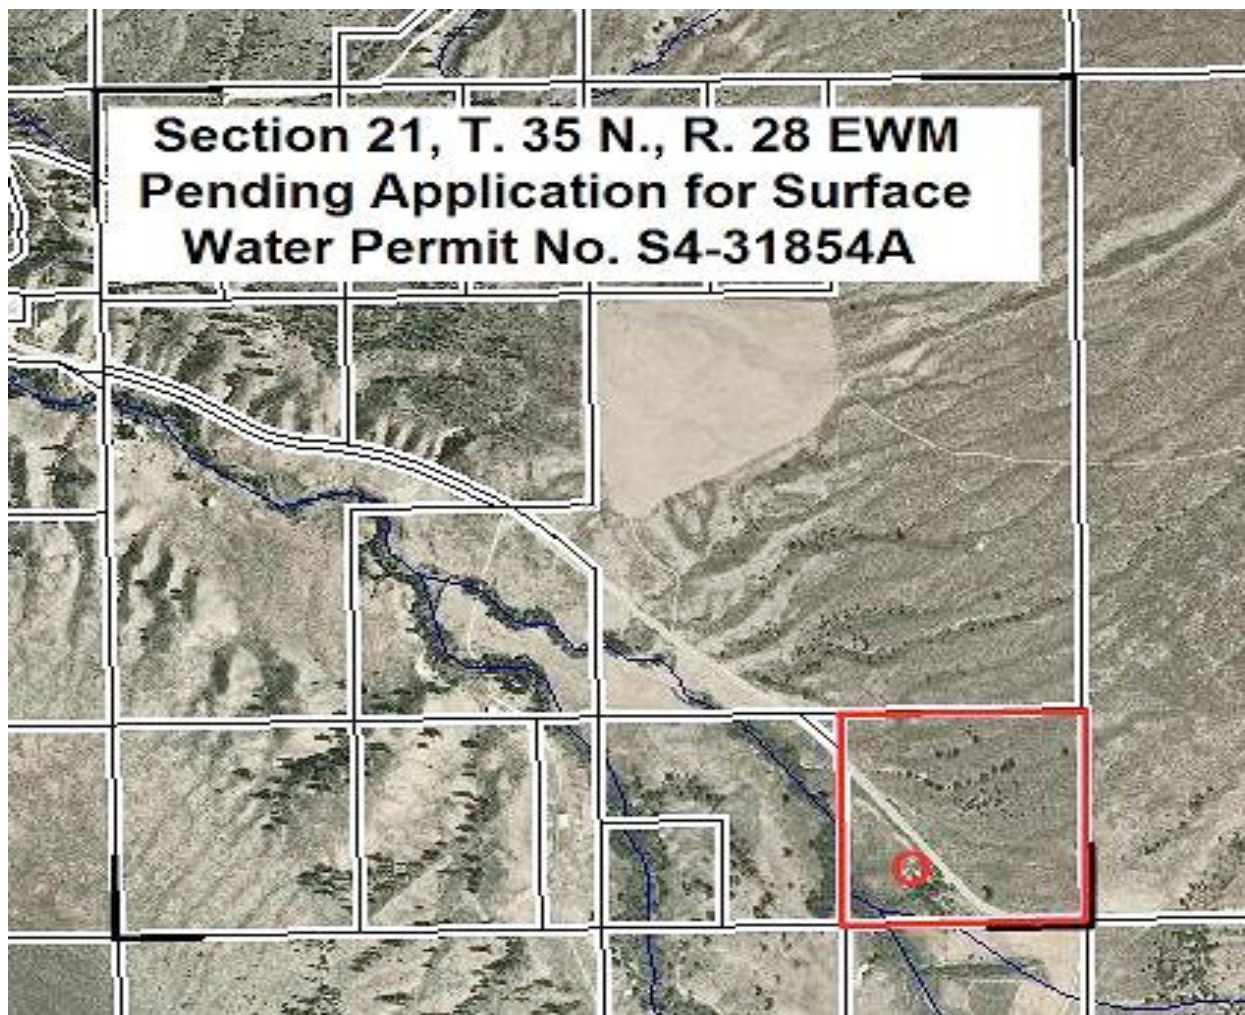 Section 21, T. 35 N., R. 28 EWM
Pending Application for Surface
Water Permit No. S4-31854A